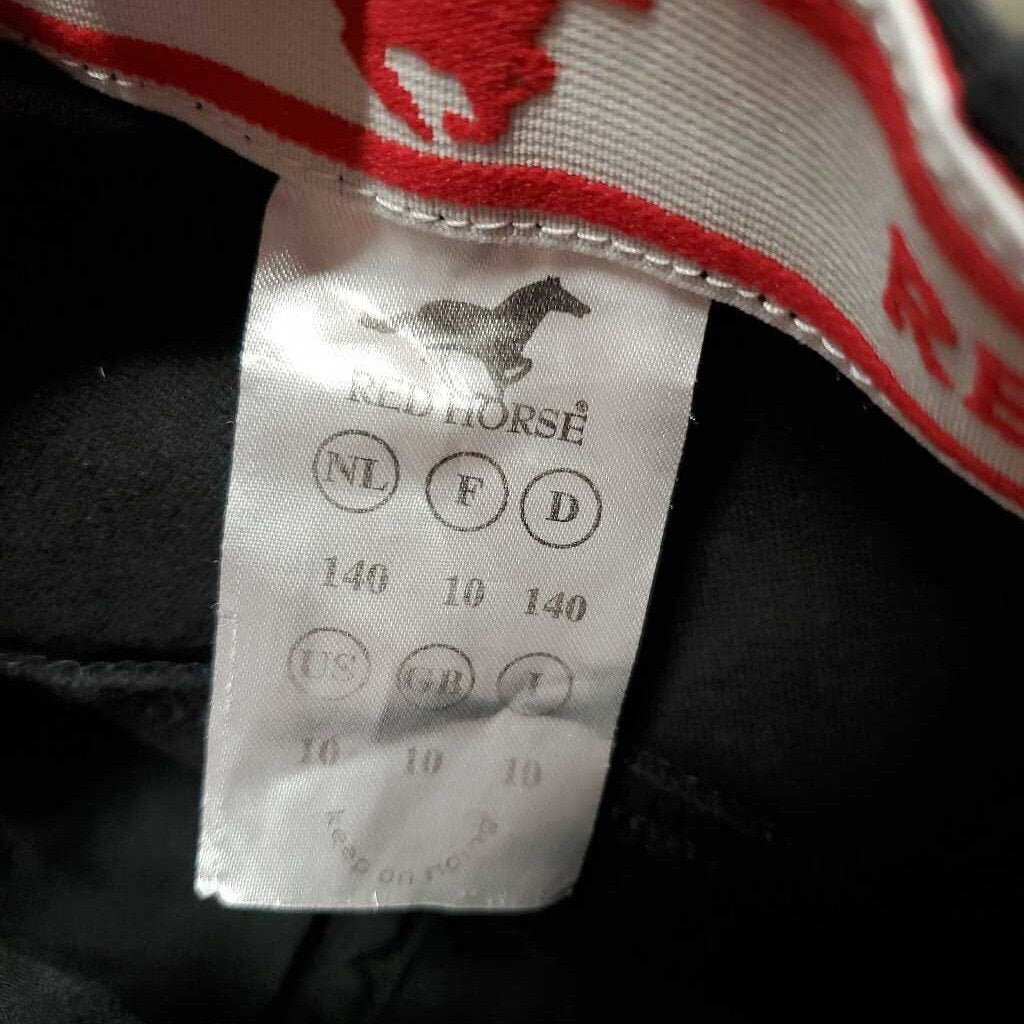 RE
RED HORSE®
NL F D
140 10 140
US GB I
10 10 10
Keep on riding